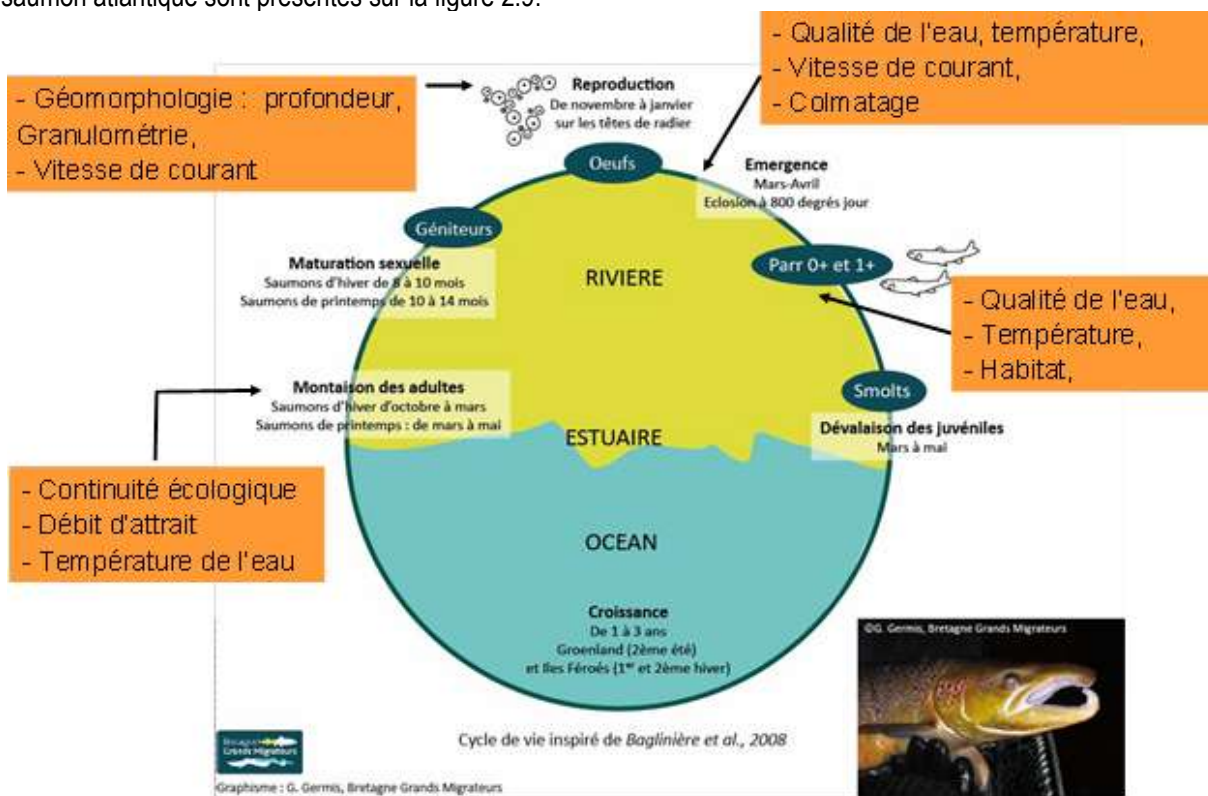 saumon atlantique sont présentés sur la figure 2.9.
- Qualité de l'eau, température,
- Vitesse de courant,
- Colmatage
- Géomorphologie : profondeur,
Granulométrie,
- Vitesse de courant
Reproduction
De novembre à janvier
sur les têtes de radier
Oeufs
Emergence
Mars-Avril
Eclosion à 800 degrés jour
Géniteurs
Maturation sexuelle
Saumons d'hiver de 8 à 10 mois
Saumons de printemps de 10 à 14 mois
RIVIERE
Parr 0+ et 1+
- Qualité de l'eau,
- Température,
- Habitat,
Montaison des adultes
Saumons d'hiver d'octobre à mars
Saumons de printemps : de mars à mai
Smolts
Dévalaison des juvéniles
Mars à mai
ESTUAIRE
- Continuité écologique
- Débit d'attrait
- Température de l'eau
OCEAN
Croissance
De 1 à 3 ans
Groenland (2ème été)
et Iles Féroés (1er et 2ème hiver)
©G. Germis, Bretagne Grands Migrateurs
Cycle de vie inspiré de Baglinière et al., 2008
Bretagne
Grands Migrateurs
Graphisme : G. Germis, Bretagne Grands Migrateurs